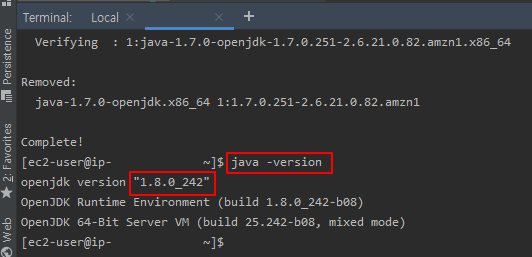 Terminal: Local
Verifying : 1:java-1.7.0-openjdk-1.7.0.251-2.6.21.0.82.amzn1.x86_64
Removed:
java-1.7.0-openjdk.x86_64 1:1.7.0.251-2.6.21.0.82.amzn1
Complete!
[ec2-user@ip- ~]$ java -version
openjdk version "1.8.0_242"
OpenJDK Runtime Environment (build 1.8.0_242-b08)
OpenJDK 64-Bit Server VM (build 25.242-b08, mixed mode)
[ec2-user@ip- ~]$
Persistence
2: Favorites
Web